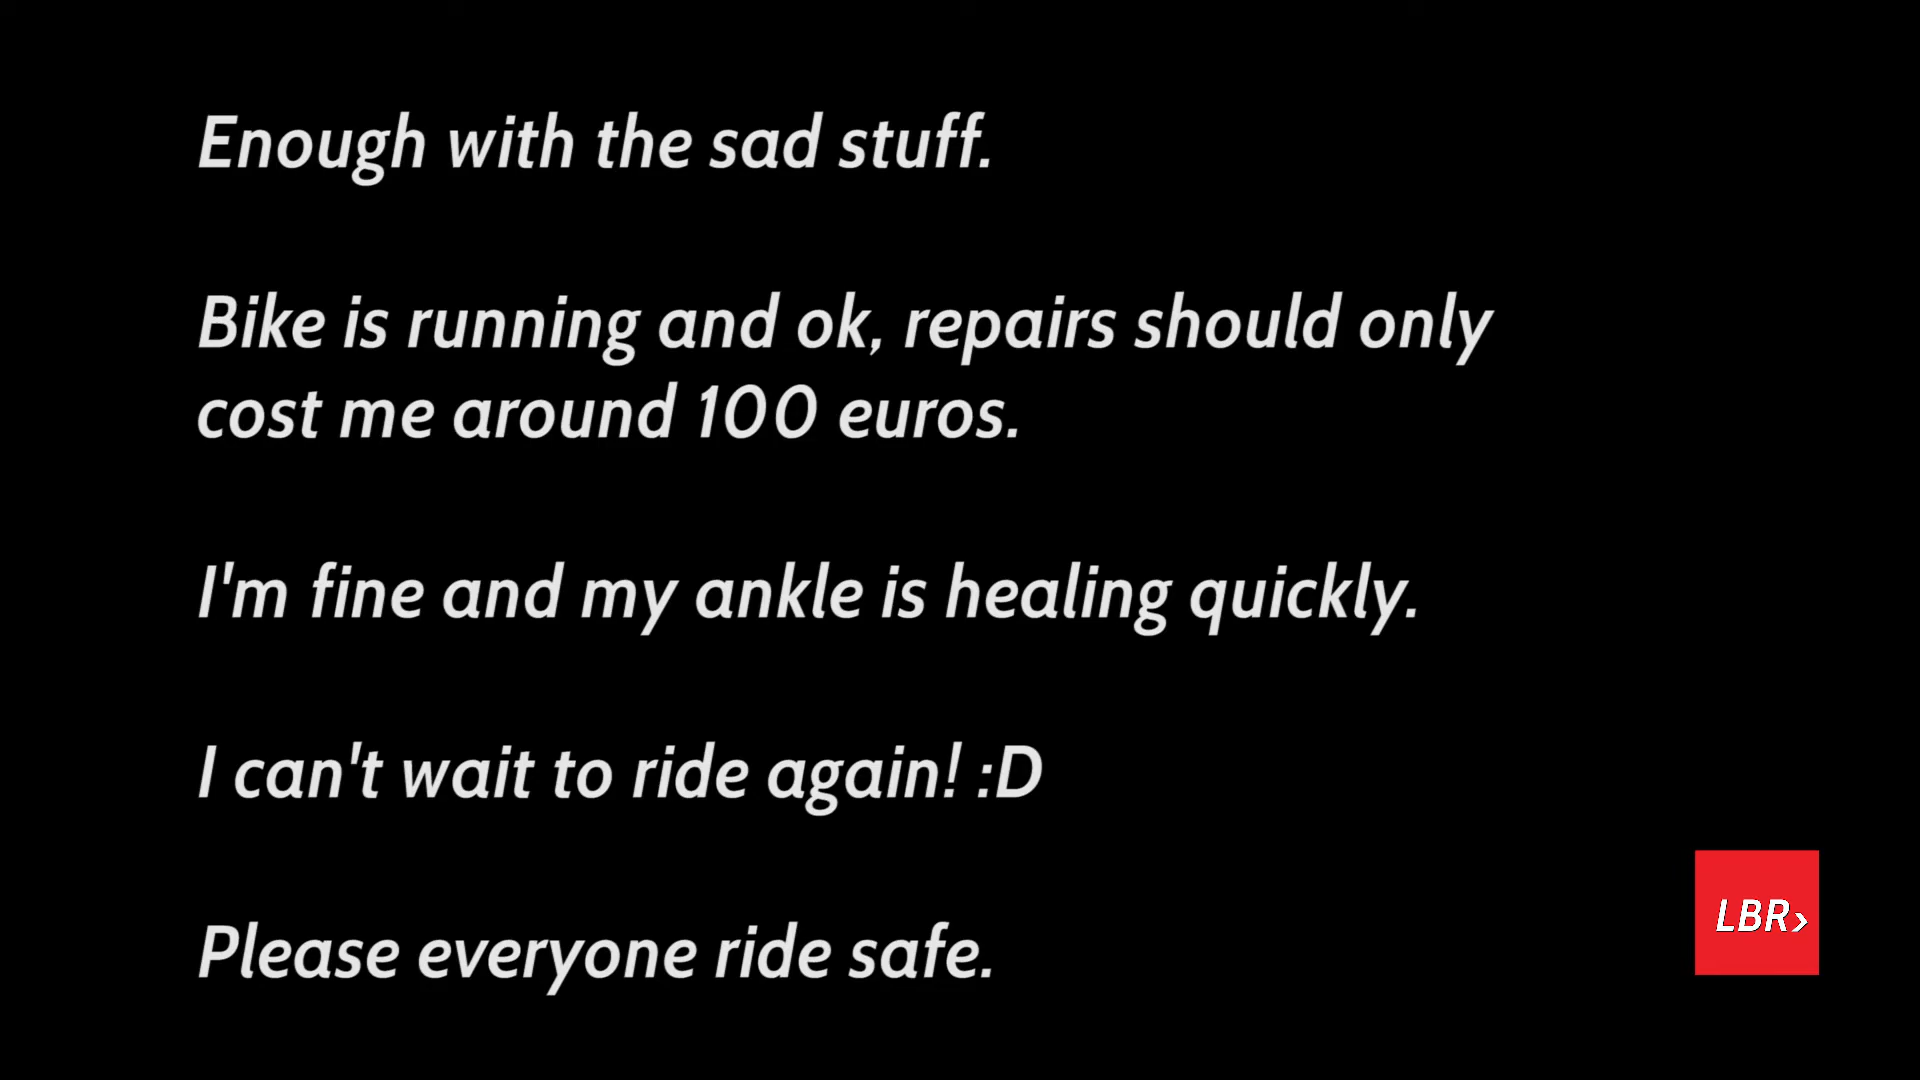 Enough with the sad stuff.
Bike is running and ok, repairs should only
cost me around 100 euros.
I'm fine and my ankle is healing quickly.
I can't wait to ride again! :D
Please everyone ride safe.
LBR›